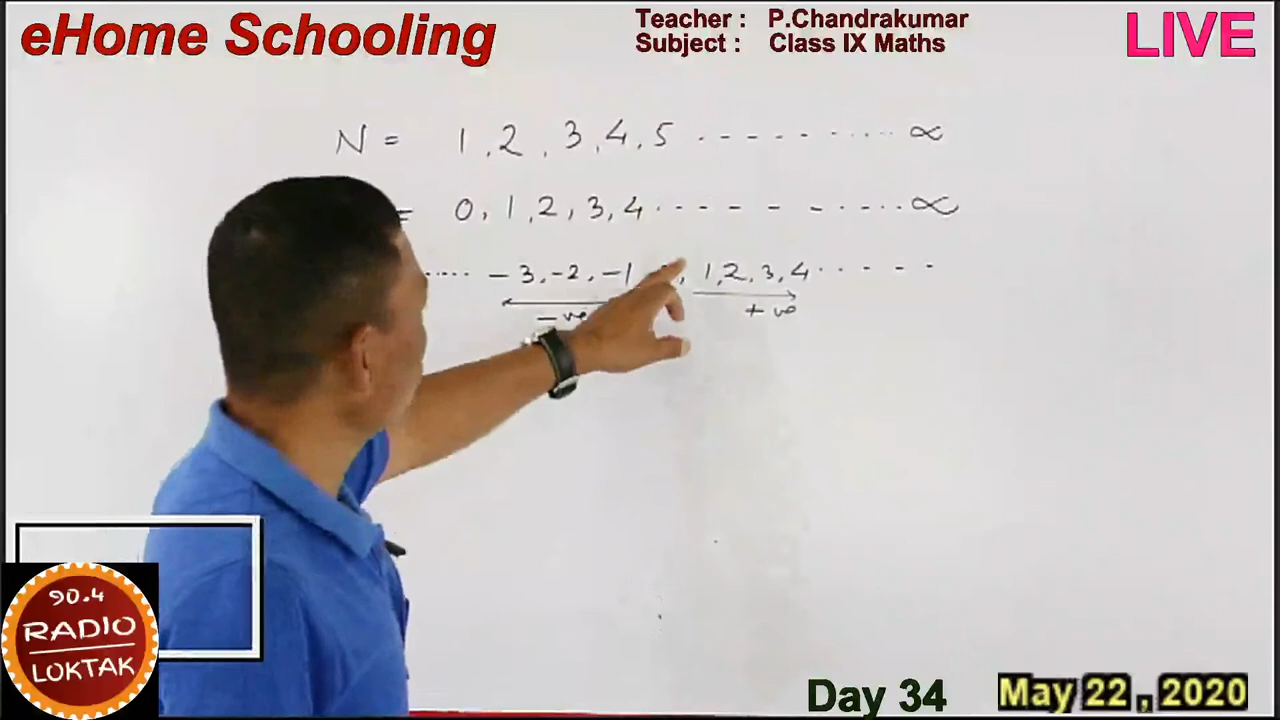 eHome Schooling
Teacher : P.Chandrakumar
Subject : Class IX Maths
LIVE
N = 1, 2, 3, 4, 5 - - - - - ..... ∝
= 0, 1, 2, 3, 4 .... - - - - - ..... ∝
..... -3, -2, -1 , 1, 2, 3, 4 ..... - - -
-ve +ve
90.4
RADIO
LOKTAK
Day 34
May 22 , 2020